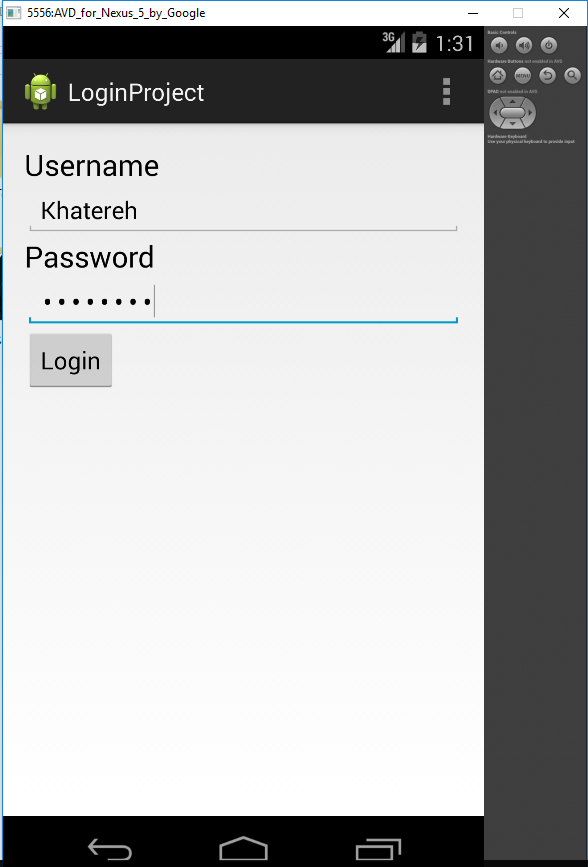 5556:AVD_for_Nexus_5_by_Google
3G 1:31
LoginProject
Username
Khatereh
Password
••••••••
Login
Basic Controls
Hardware Buttons not enabled in AVD
MENU
DPAD not enabled in AVD
Hardware Keyboard
Use your physical keyboard to provide input